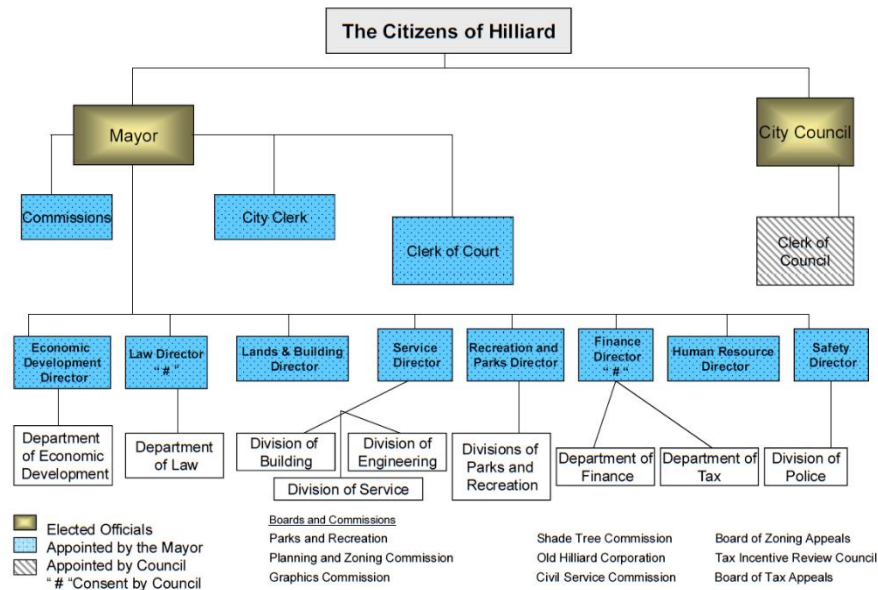 The Citizens of Hilliard
Mayor
City Council
Commissions
City Clerk
Clerk of Court
Clerk of
Council
Economic
Development
Director
Law Director
" # "
Lands & Building
Director
Service
Director
Recreation and
Parks Director
Finance
Director
" # "
Human Resource
Director
Safety
Director
Department
of Economic
Development
Department
of Law
Division of
Building
Division of
Engineering
Division of Service
Divisions of
Parks and
Recreation
Department of
Finance
Department of
Tax
Division of
Police
Elected Officials
Appointed by the Mayor
Appointed by Council
" # "Consent by Council
Boards and Commissions
Parks and Recreation
Planning and Zoning Commission
Graphics Commission
Shade Tree Commission
Old Hilliard Corporation
Civil Service Commission
Board of Zoning Appeals
Tax Incentive Review Council
Board of Tax Appeals